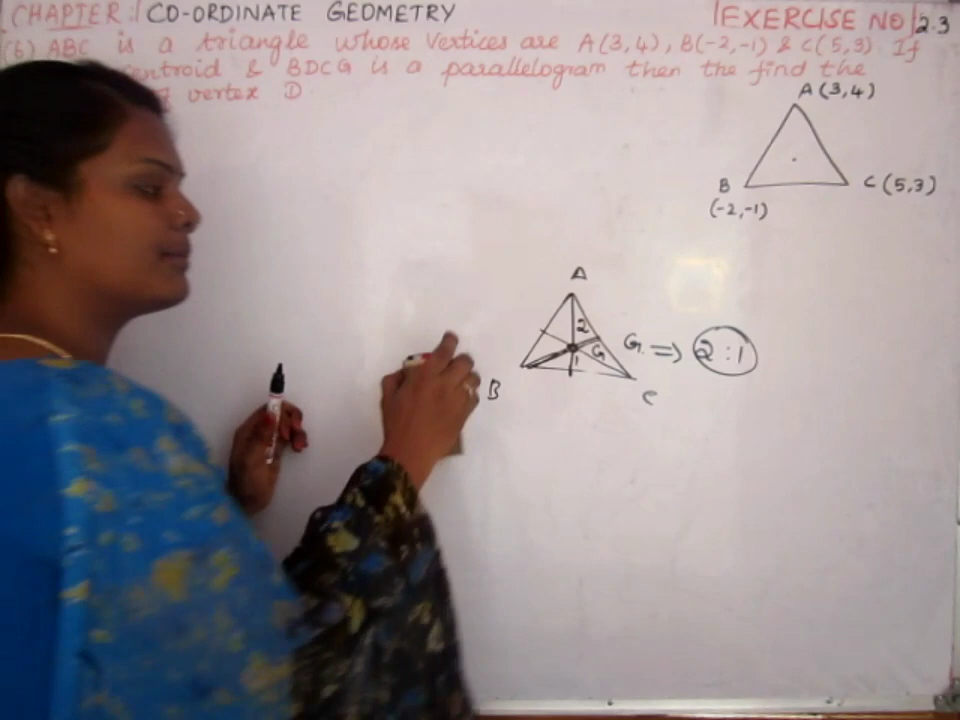 CHAPTER: CO-ORDINATE GEOMETRY EXERCISE NO 2.3
(6) ABC is a triangle whose vertices are A(3,4), B(-2,-1) & C(5,3) If
centroid & BDCG is a parallelogram then the find the
vertex D.
A(3,4)
B C(5,3)
(-2,-1)
A
2
G G => 2:1
1
B C